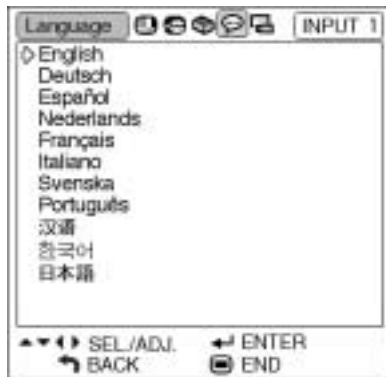 Language INPUT 1
English
Deutsch
Español
Nederlands
Français
Italiano
Svenska
Português
汉语
한국어
日本語
SEL./ADJ. ENTER
BACK END